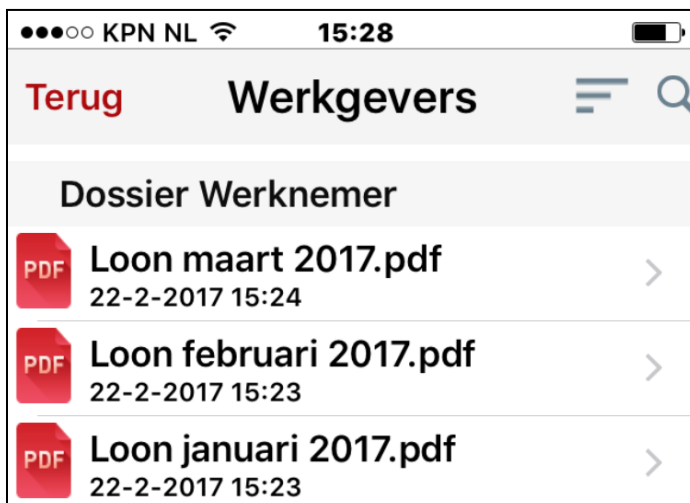 KPN NL 15:28
Terug Werkgevers
Dossier Werknemer
PDF Loon maart 2017.pdf
22-2-2017 15:24
PDF Loon februari 2017.pdf
22-2-2017 15:23
PDF Loon januari 2017.pdf
22-2-2017 15:23